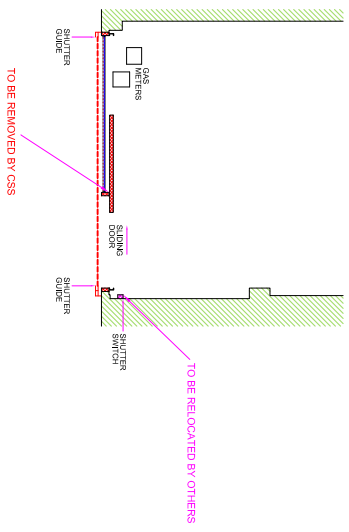 SHUTTER
GUIDE
GAS
METERS
TO BE REMOVED BY CSS
SLIDING
DOOR
SHUTTER
GUIDE
SHUTTER
SWITCH
TO BE RELOCATED BY OTHERS